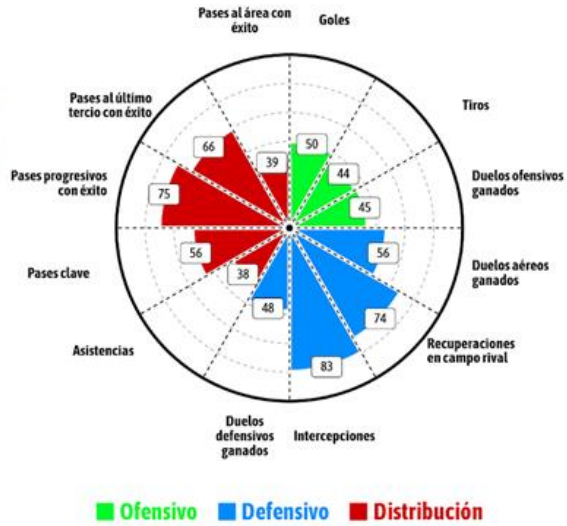 Pases al área con
éxito
Goles
Tiros
Duelos ofensivos
ganados
Duelos aéreos
ganados
Recuperaciones
en campo rival
Intercepciones
Duelos
defensivos
ganados
Asistencias
Pases clave
Pases progresivos
con éxito
Pases al último
tercio con éxito
39
50
44
45
56
74
83
48
38
56
75
66
Ofensivo Defensivo Distribución